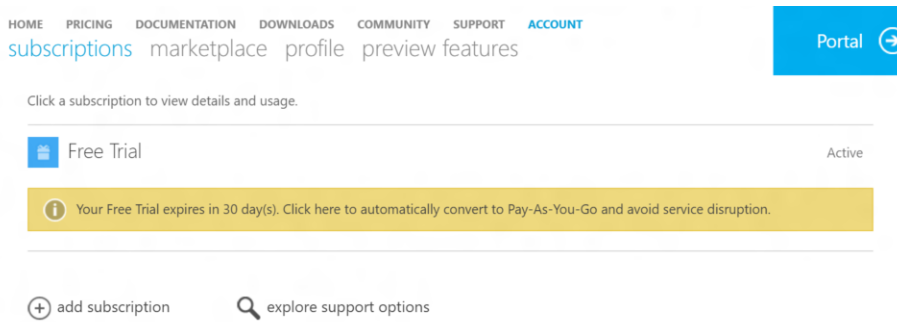 HOME PRICING DOCUMENTATION DOWNLOADS COMMUNITY SUPPORT ACCOUNT
subscriptions marketplace profile preview features
Portal
Click a subscription to view details and usage.
Free Trial
Active
Your Free Trial expires in 30 day(s). Click here to automatically convert to Pay-As-You-Go and avoid service disruption.
add subscription explore support options